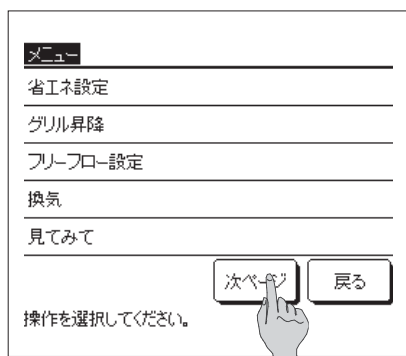 メニュー
省エネ設定
グリル昇降
フリーフロー設定
換気
見てみて
次ページ 戻る
操作を選択してください。